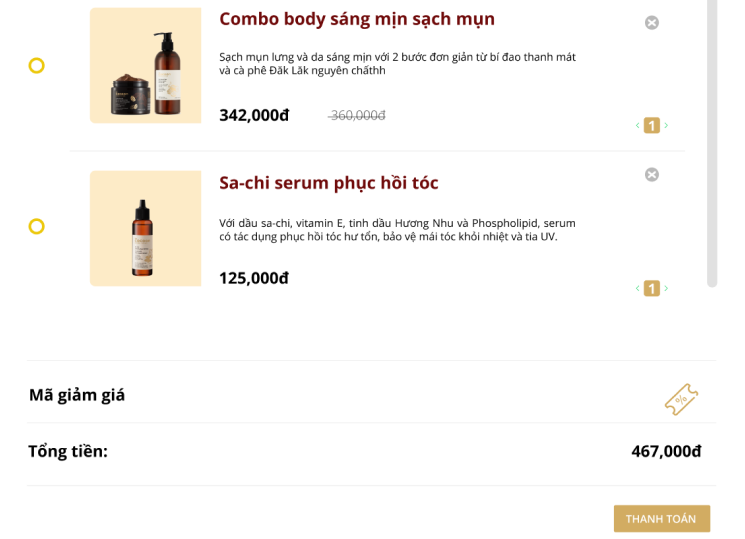 Combo body sáng mịn sạch mụn
Sạch mụn lưng và da sáng mịn với 2 bước đơn giản từ bí đao thanh mát
và cà phê Đăk Lăk nguyên chấthh
342,000đ
360,000đ
1
Sa-chi serum phục hồi tóc
Với dầu sa-chi, vitamin E, tinh dầu Hương Nhu và Phospholipid, serum
có tác dụng phục hồi tóc hư tổn, bảo vệ mái tóc khỏi nhiệt và tia UV.
125,000đ
1
Mã giảm giá
%
Tổng tiền:
467,000đ
THANH TOÁN